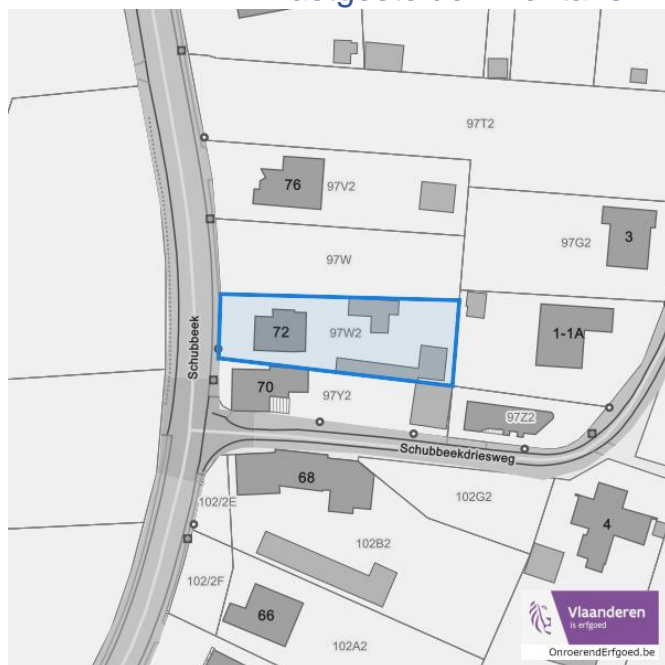 97T2
76
97V2
3
97G2
97W
72
97W2
1-1A
Schubbeek
70
97Y2
97Z2
Schubbeekdriesweg
68
102/2E
102G2
4
102B2
102/2F
66
102A2
Vlaanderen
is erfgoed
OnroerendErfgoed.be